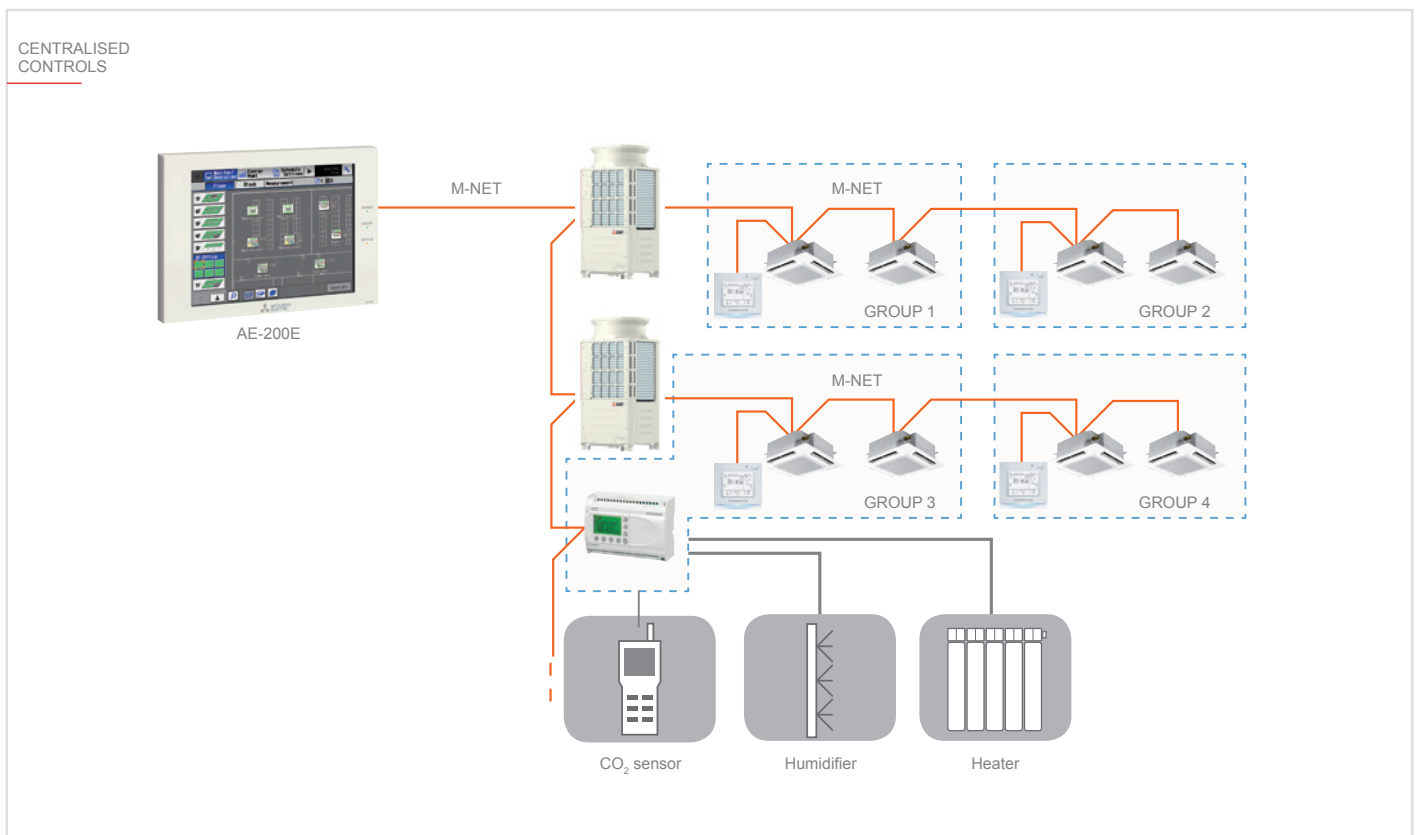 CENTRALISED
CONTROLS
M-NET
M-NET
AE-200E
GROUP 1
GROUP 2
M-NET
GROUP 3
GROUP 4
CO₂ sensor
Humidifier
Heater